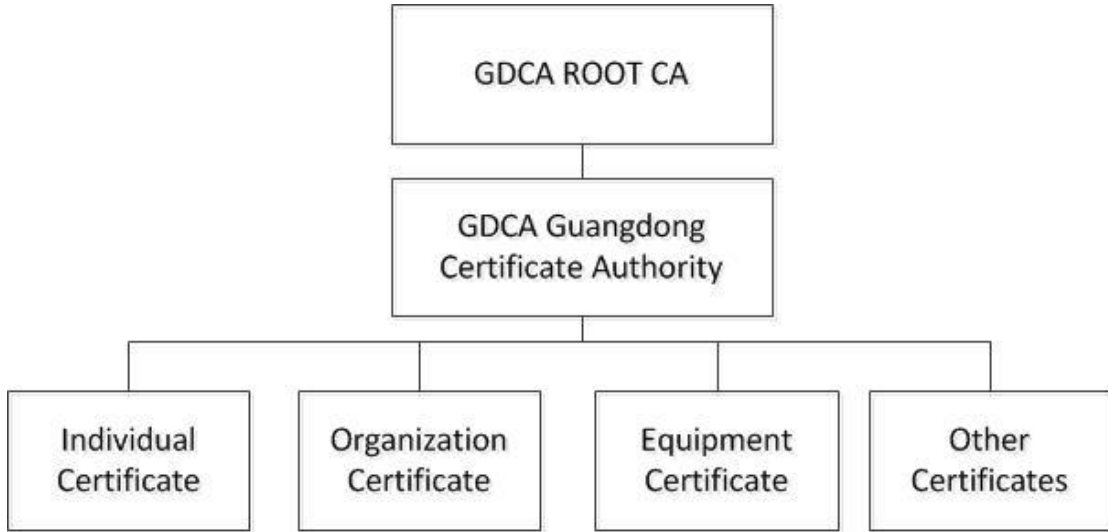 GDCA ROOT CA
GDCA Guangdong
Certificate Authority
Individual
Certificate
Organization
Certificate
Equipment
Certificate
Other
Certificates